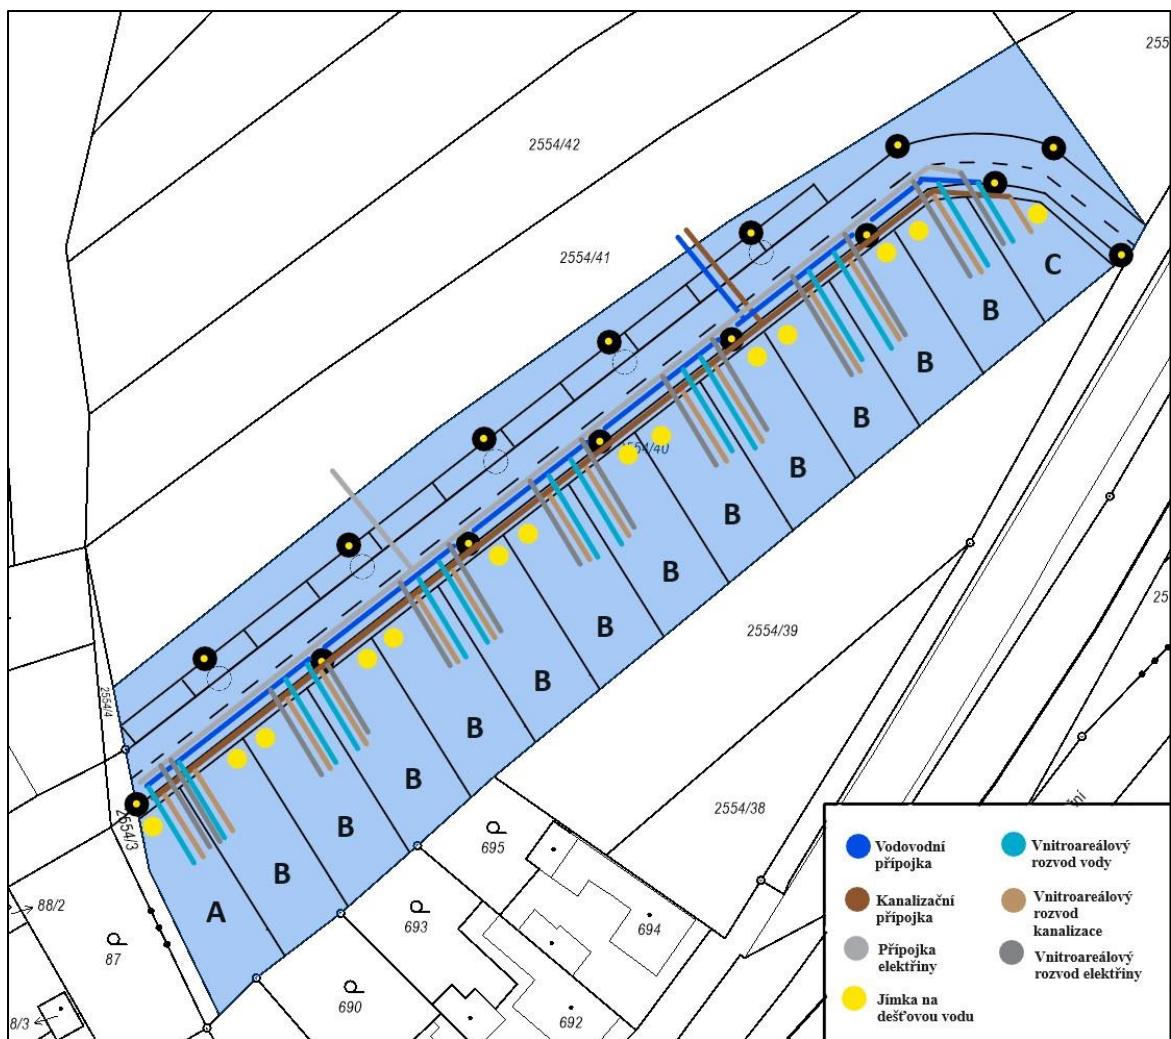 255
2554/42
2554/41
C
B
B
B
2554/40
B
B
B
2554/39
B
B
B
B
B
B
A
2554/4
2554/3
25
2554/38
695
88/2
693
694
87
690
692
8/3
ční
Vodovodní
přípojka
Vnitroareálový
rozvod vody
Kanalizační
přípojka
Vnitroareálový
rozvod
kanalizace
Přípojka
elektřiny
Vnitroareálový
rozvod elektřiny
Jímka na
dešťovou vodu